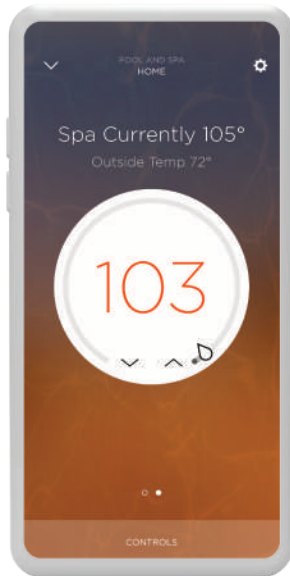 POOL AND SPA
HOME
Spa Currently 105°
Outside Temp 72°
103
CONTROLS